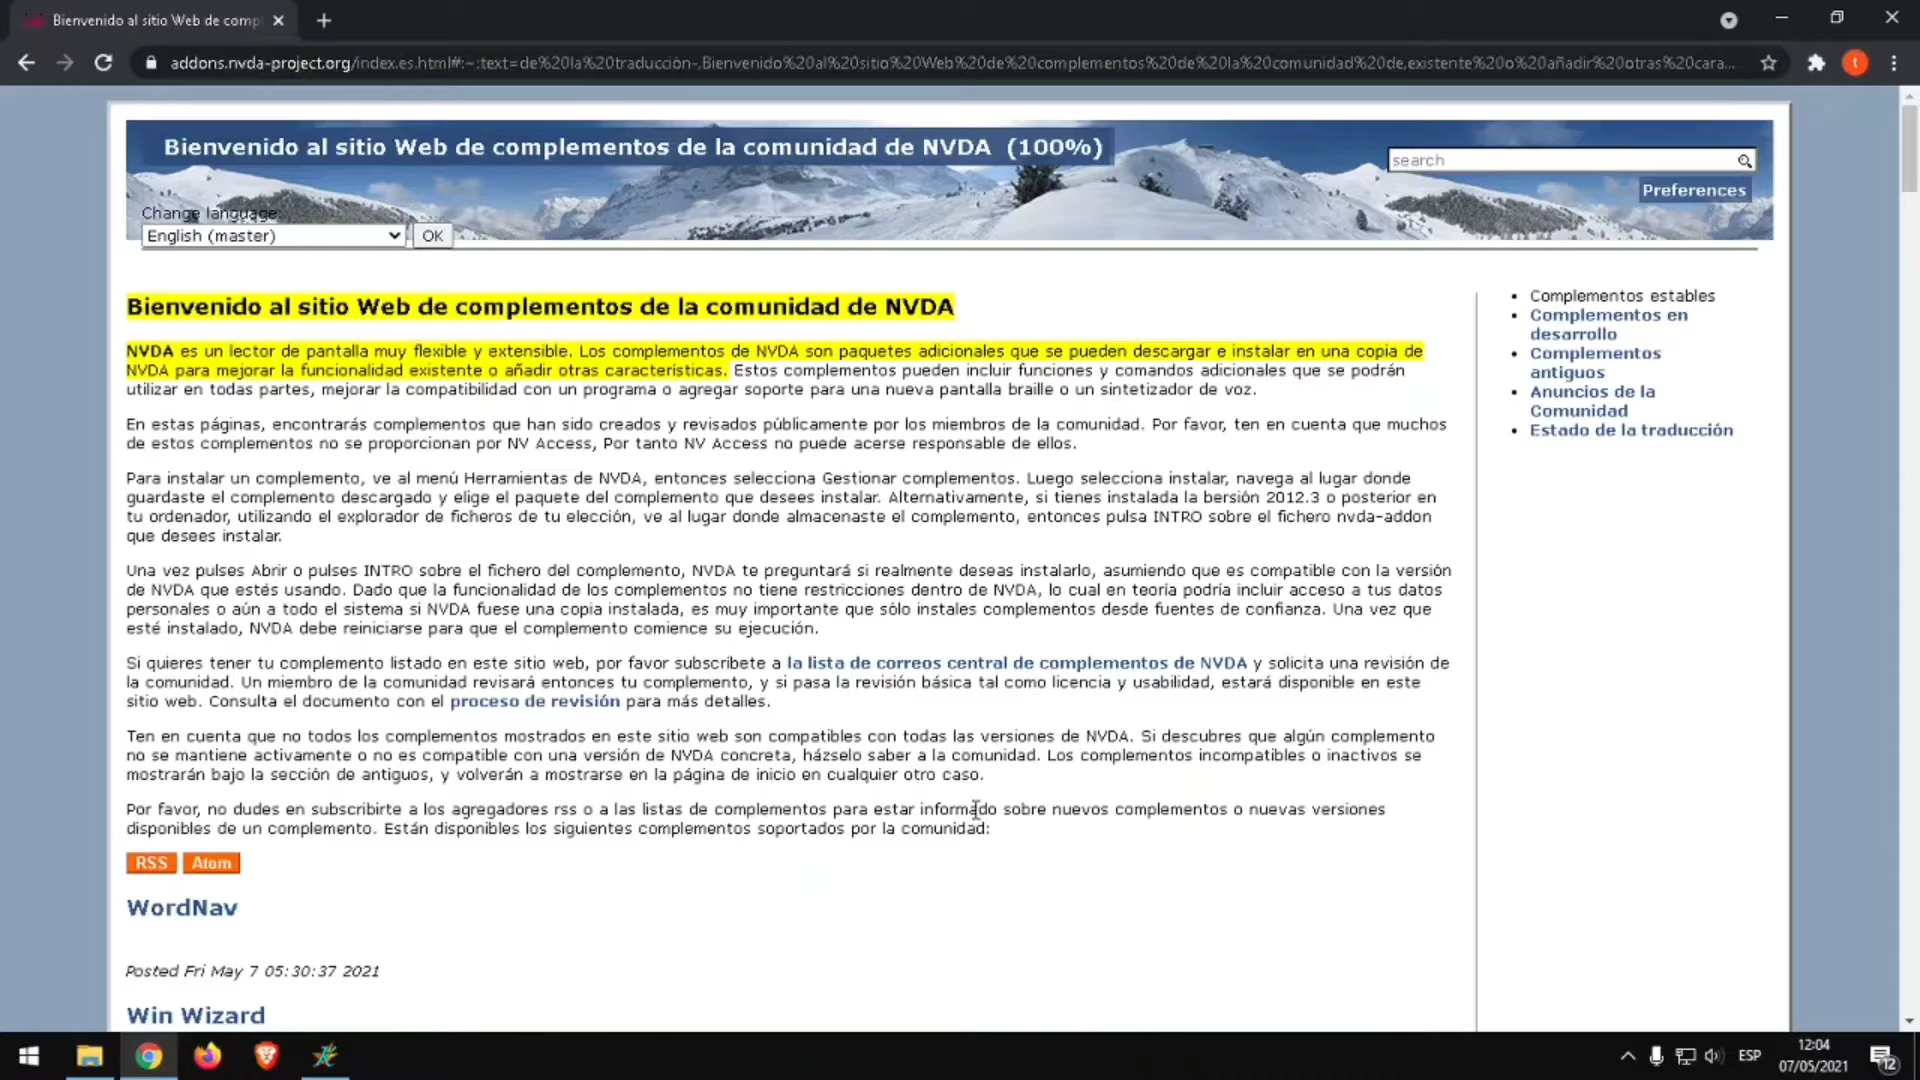 Bienvenido al sitio Web de comp
addons.nvda-project.org/index.es.html#:~:text=de%20la%20traducción-,Bienvenido%20al%20sitio%20Web%20de%20complementos%20de%20la%20comunidad%20de,existente%20o%20añadir%20otras%20cara...
t
Bienvenido al sitio Web de complementos de la comunidad de NVDA (100%)
search
Preferences
Change language:
English (master)
OK
Bienvenido al sitio Web de complementos de la comunidad de NVDA
NVDA es un lector de pantalla muy flexible y extensible. Los complementos de NVDA son paquetes adicionales que se pueden descargar e instalar en una copia de
NVDA para mejorar la funcionalidad existente o añadir otras características. Estos complementos pueden incluir funciones y comandos adicionales que se podrán
utilizar en todas partes, mejorar la compatibilidad con un programa o agregar soporte para una nueva pantalla braille o un sintetizador de voz.
En estas páginas, encontrarás complementos que han sido creados y revisados públicamente por los miembros de la comunidad. Por favor, ten en cuenta que muchos
de estos complementos no se proporcionan por NV Access, Por tanto NV Access no puede acerse responsable de ellos.
Para instalar un complemento, ve al menú Herramientas de NVDA, entonces selecciona Gestionar complementos. Luego selecciona instalar, navega al lugar donde
guardaste el complemento descargado y elige el paquete del complemento que desees instalar. Alternativamente, si tienes instalada la bersión 2012.3 o posterior en
tu ordenador, utilizando el explorador de ficheros de tu elección, ve al lugar donde almacenaste el complemento, entonces pulsa INTRO sobre el fichero nvda-addon
que desees instalar.
Una vez pulses Abrir o pulses INTRO sobre el fichero del complemento, NVDA te preguntará si realmente deseas instalarlo, asumiendo que es compatible con la versión
de NVDA que estés usando. Dado que la funcionalidad de los complementos no tiene restricciones dentro de NVDA, lo cual en teoría podría incluir acceso a tus datos
personales o aún a todo el sistema si NVDA fuese una copia instalada, es muy importante que sólo instales complementos desde fuentes de confianza. Una vez que
esté instalado, NVDA debe reiniciarse para que el complemento comience su ejecución.
Si quieres tener tu complemento listado en este sitio web, por favor subscribete a la lista de correos central de complementos de NVDA y solicita una revisión de
la comunidad. Un miembro de la comunidad revisará entonces tu complemento, y si pasa la revisión básica tal como licencia y usabilidad, estará disponible en este
sitio web. Consulta el documento con el proceso de revisión para más detalles.
Ten en cuenta que no todos los complementos mostrados en este sitio web son compatibles con todas las versiones de NVDA. Si descubres que algún complemento
no se mantiene activamente o no es compatible con una versión de NVDA concreta, házselo saber a la comunidad. Los complementos incompatibles o inactivos se
mostrarán bajo la sección de antiguos, y volverán a mostrarse en la página de inicio en cualquier otro caso.
Por favor, no dudes en subscribirte a los agregadores rss o a las listas de complementos para estar informado sobre nuevos complementos o nuevas versiones
disponibles de un complemento. Están disponibles los siguientes complementos soportados por la comunidad:
RSS Atom
WordNav
Posted Fri May 7 05:30:37 2021
Win Wizard
Complementos estables
Complementos en
desarrollo
Complementos
antiguos
Anuncios de la
Comunidad
Estado de la traducción
ESP
12:04
07/05/2021
12